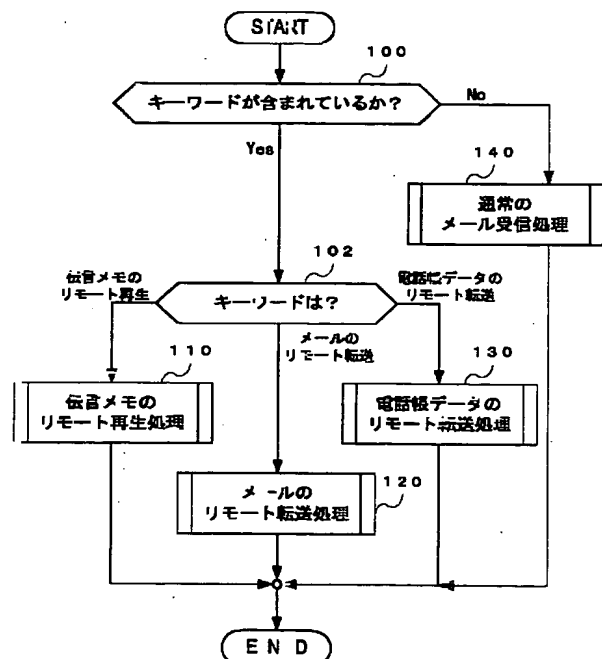 START
100
キーワードが含まれているか?
No
Yes
140
通常の
メール受信処理
102
伝言メモの
リモート再生
キーワードは?
電話帳データの
リモート転送
メールの
リモート転送
110
伝言メモの
リモート再生処理
130
電話帳データの
リモート転送処理
メールの
リモート転送処理
120
END